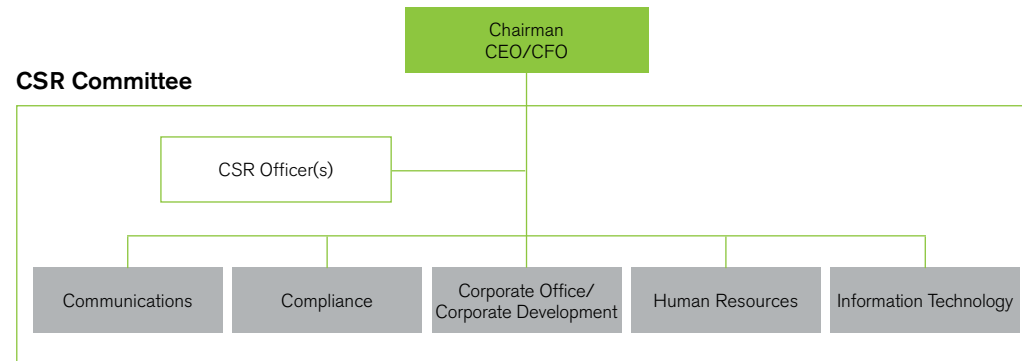 Chairman
CEO/CFO
CSR Committee
CSR Officer(s)
Communications
Compliance
Corporate Office/
Corporate Development
Human Resources
Information Technology